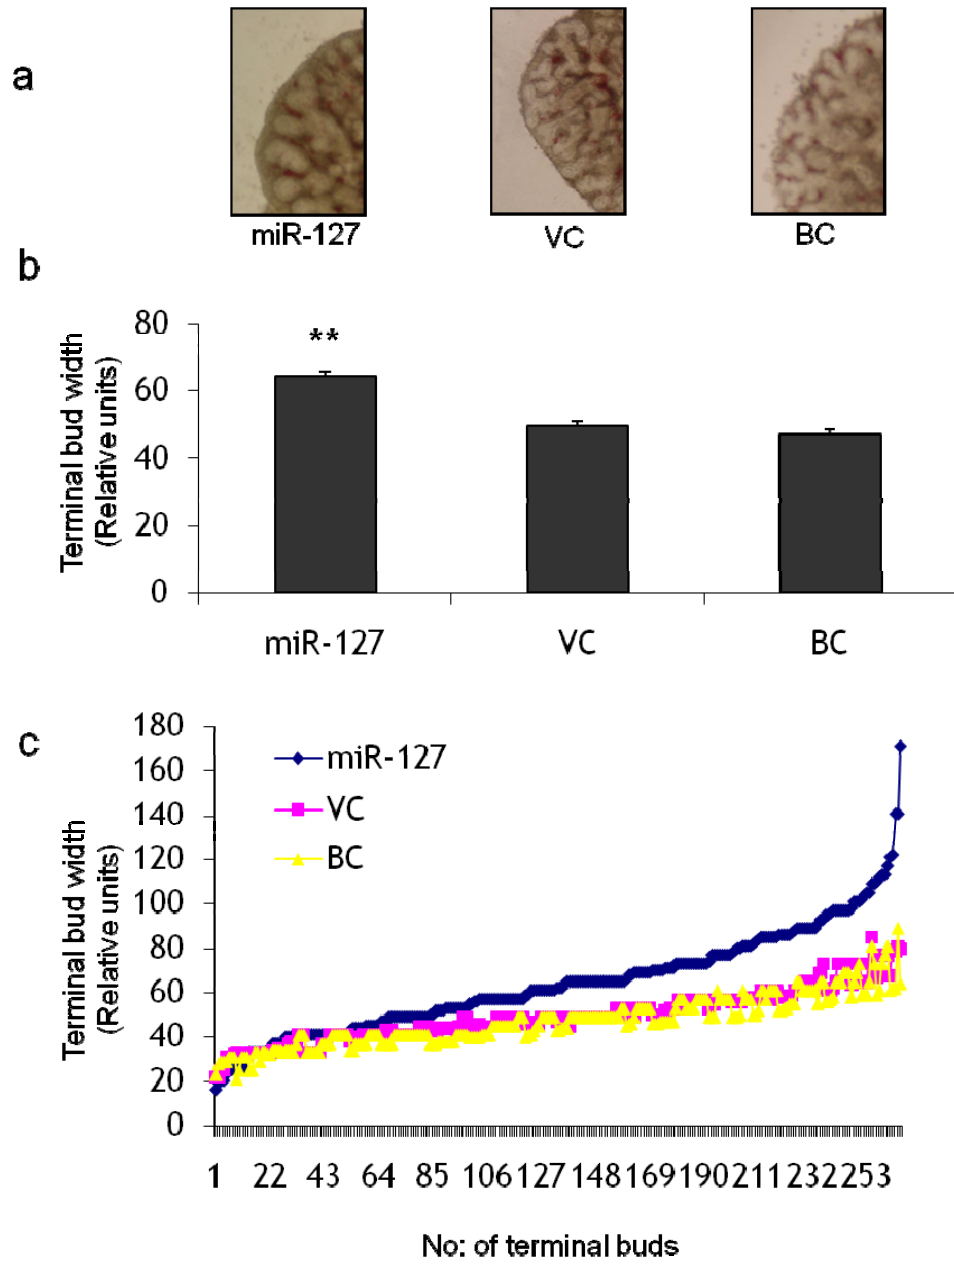 a
miR-127
VC
BC
b
Terminal bud width
(Relative units)
80
60
40
20
0
**
miR-127
VC
BC
c
Terminal bud width
(Relative units)
180
160
140
120
100
80
60
40
20
0
miR-127
VC
BC
1 22 43 64 85 106 127 148 169 190 211 232 253
No: of terminal buds